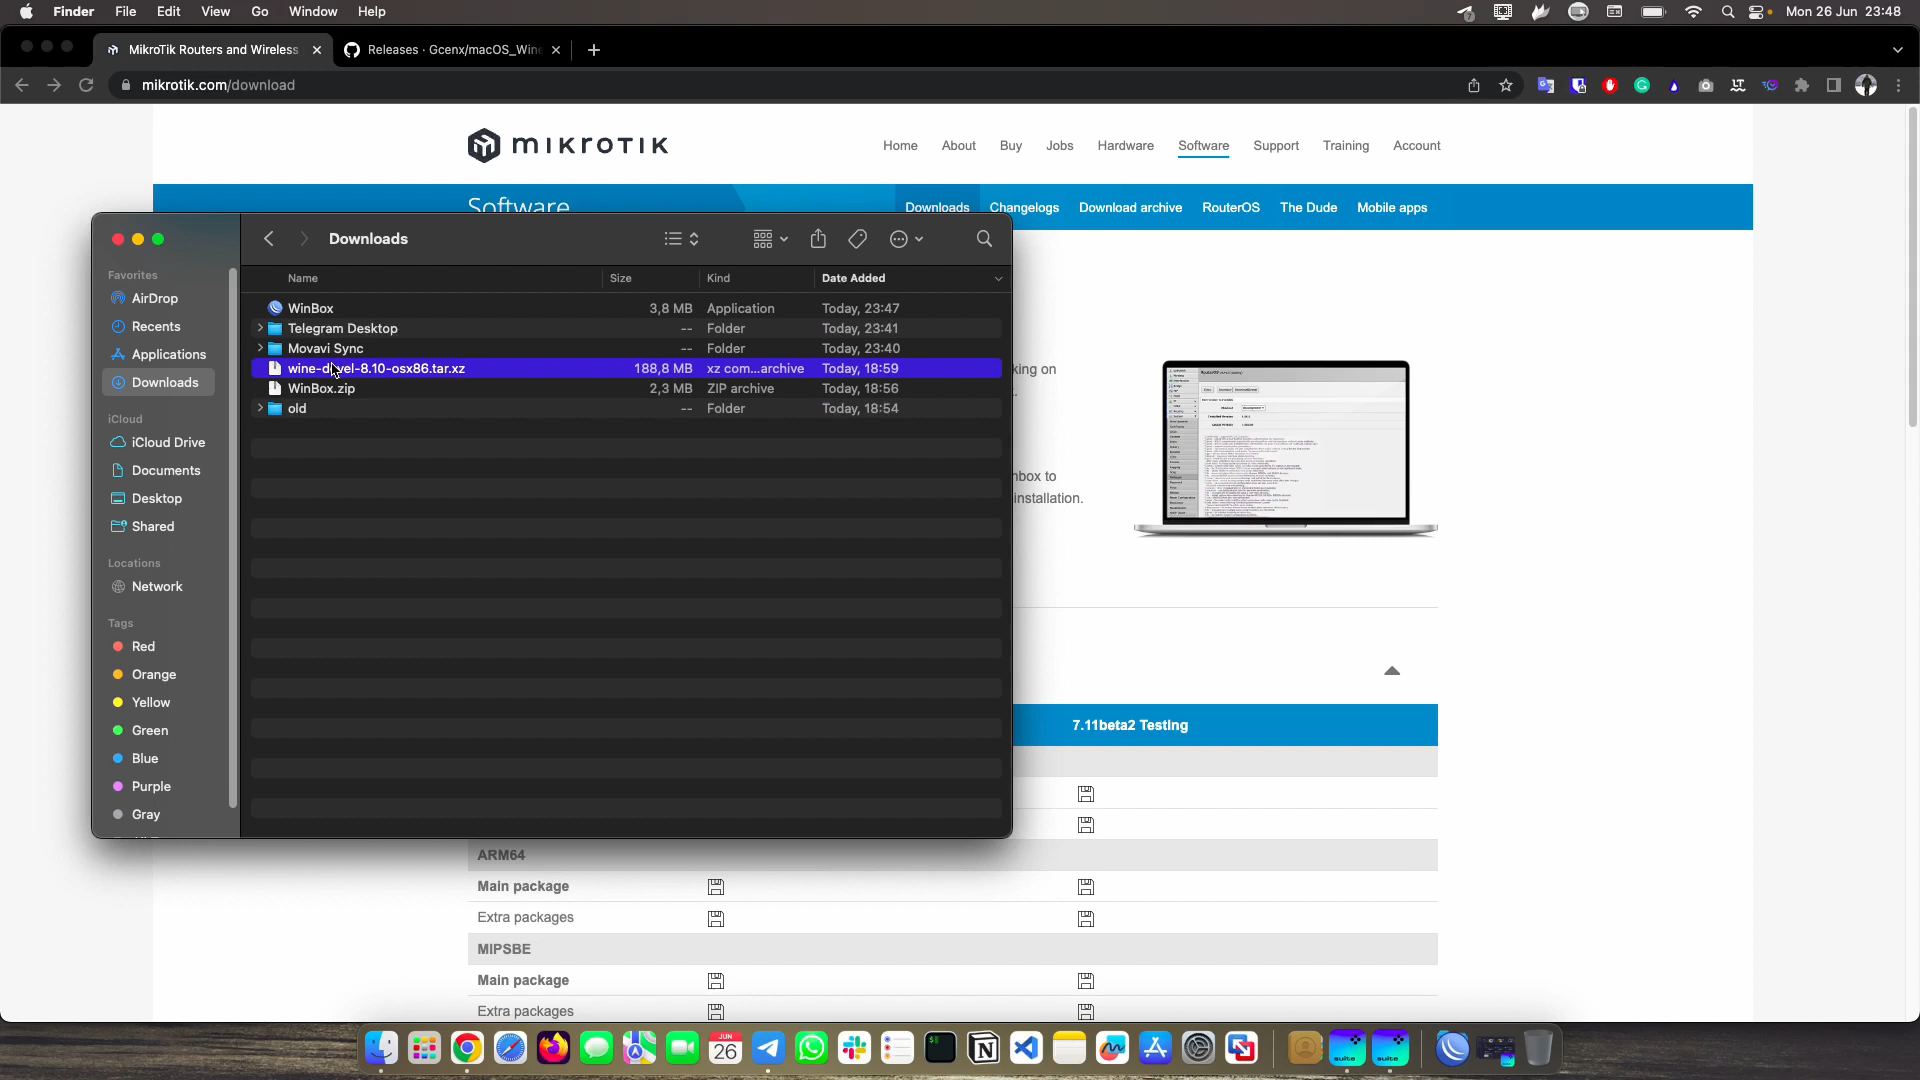 Finder File Edit View Go Window Help
Mon 26 Jun 23:48
MikroTik Routers and Wireless
Releases · Gcenx/macOS_Wine
mikrotik.com/download
MIKROTIK
Home About Buy Jobs Hardware Software Support Training Account
Software
Downloads Changelogs Download archive RouterOS The Dude Mobile apps
Downloads
Name Size Kind Date Added
WinBox 3,8 MB Application Today, 23:47
Telegram Desktop -- Folder Today, 23:41
Movavi Sync -- Folder Today, 23:40
wine-devel-8.10-osx86.tar.xz 188,8 MB xz com...archive Today, 18:59
WinBox.zip 2,3 MB ZIP archive Today, 18:56
old -- Folder Today, 18:54
Favorites
AirDrop
Recents
Applications
Downloads
iCloud
iCloud Drive
Documents
Desktop
Shared
Locations
Network
Tags
Red
Orange
Yellow
Green
Blue
Purple
Gray
king on
nbox to
installation.
7.11beta2 Testing
ARM64
Main package
Extra packages
MIPSBE
Main package
Extra packages
JUN
26
suite
suite